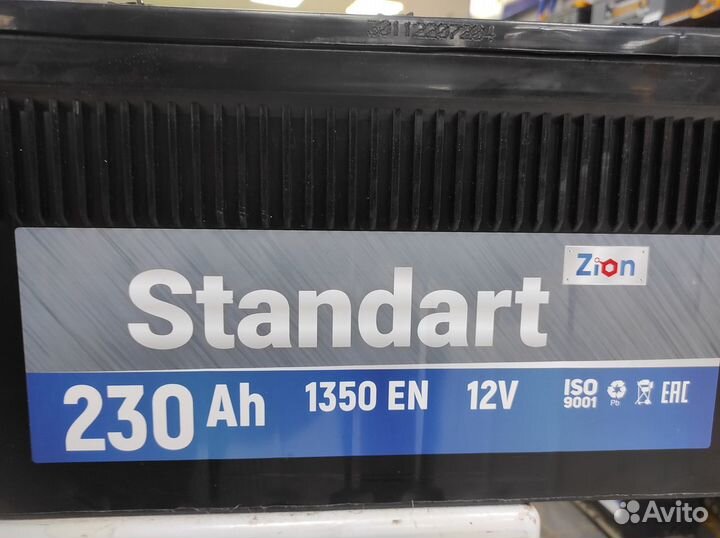 Zion
Standart
230 Ah 1350 EN 12V ISO 9001 Pb EAC
Avito